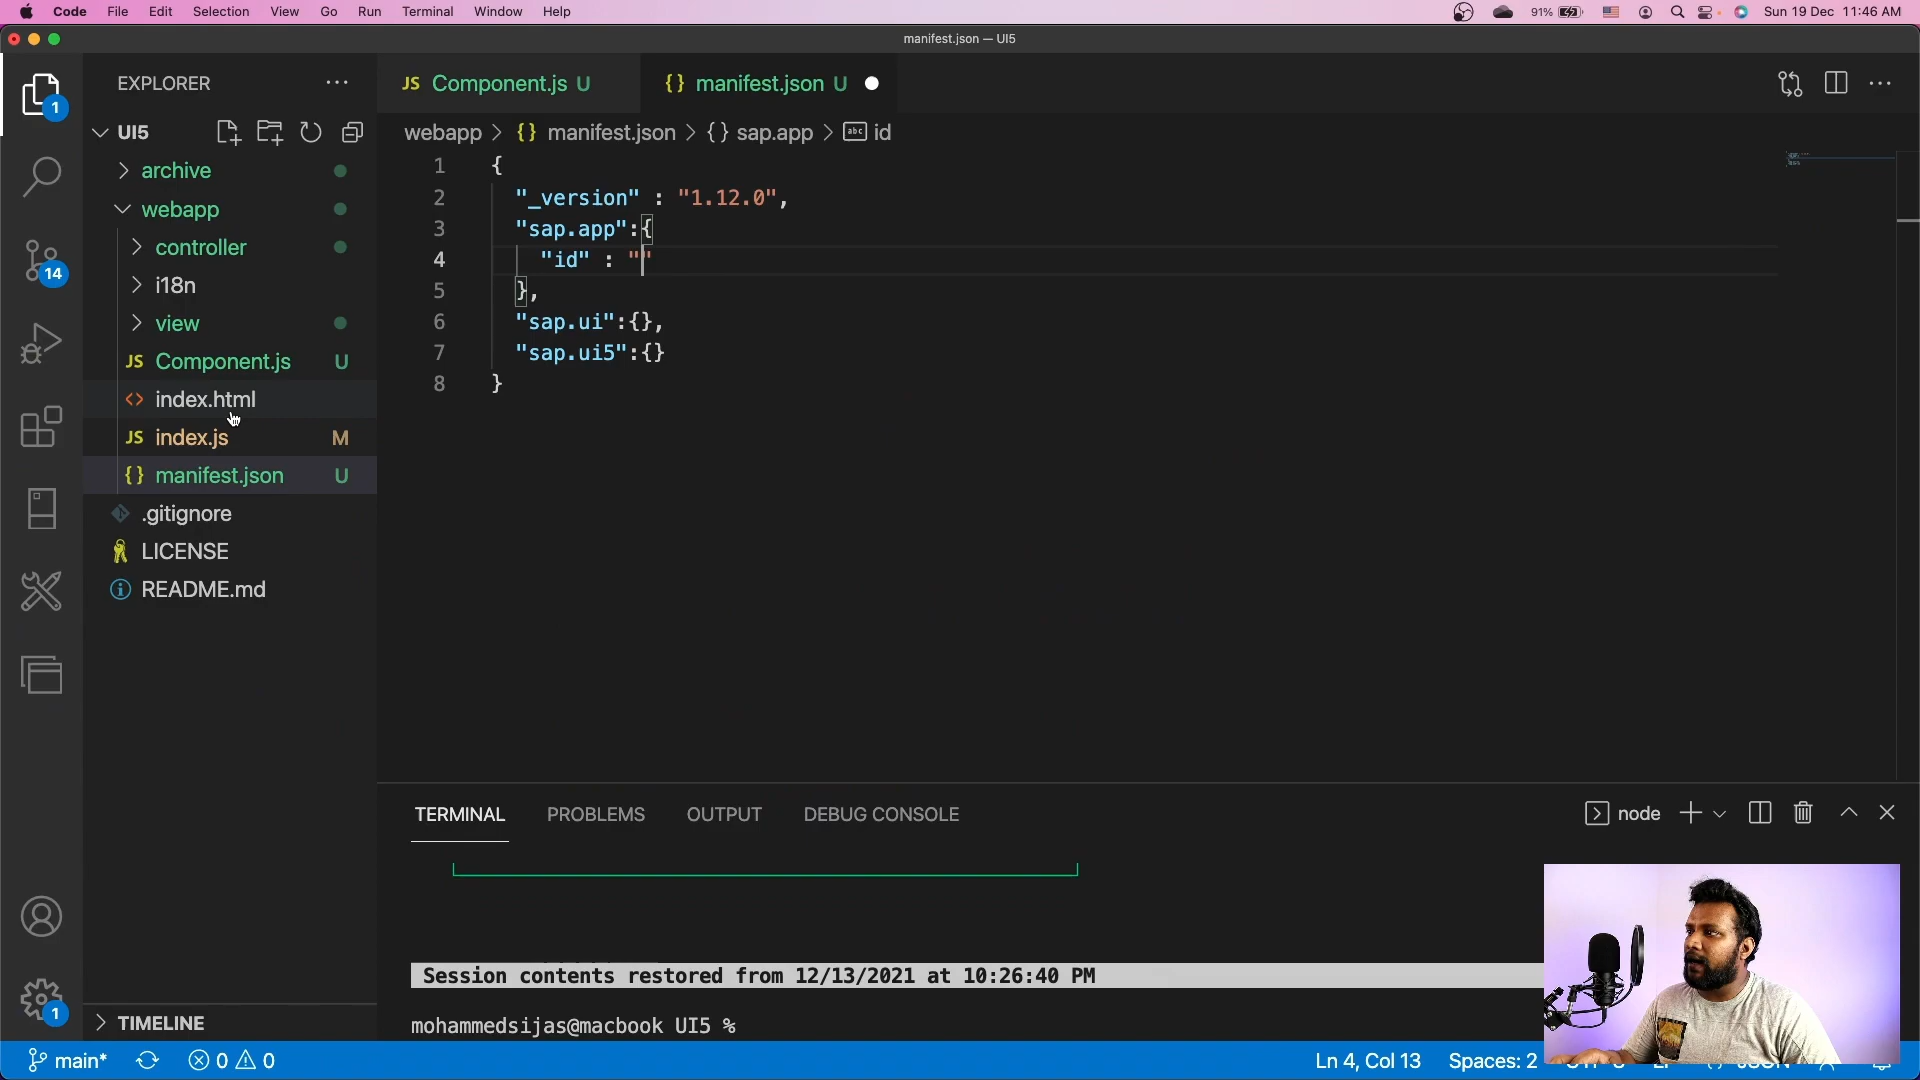 Code File Edit Selection View Go Run Terminal Window Help 91% Sun 19 Dec 11:46 AM
manifest.json — UI5
EXPLORER
JS Component.js U
{} manifest.json U
1
UI5
webapp > {} manifest.json > {} sap.app > abc id
archive
webapp
controller
i18n
view
JS Component.js U
<> index.html
JS index.js M
{} manifest.json U
.gitignore
LICENSE
README.md
14
1 {
2 "_version" : "1.12.0",
3 "sap.app":{
4 "id" : ""
5 },
6 "sap.ui":{},
7 "sap.ui5":{}
8 }
TERMINAL PROBLEMS OUTPUT DEBUG CONSOLE
node
Session contents restored from 12/13/2021 at 10:26:40 PM
mohammedsijas@macbook UI5 %
1
TIMELINE
main* 0 0
Ln 4, Col 13 Spaces: 2